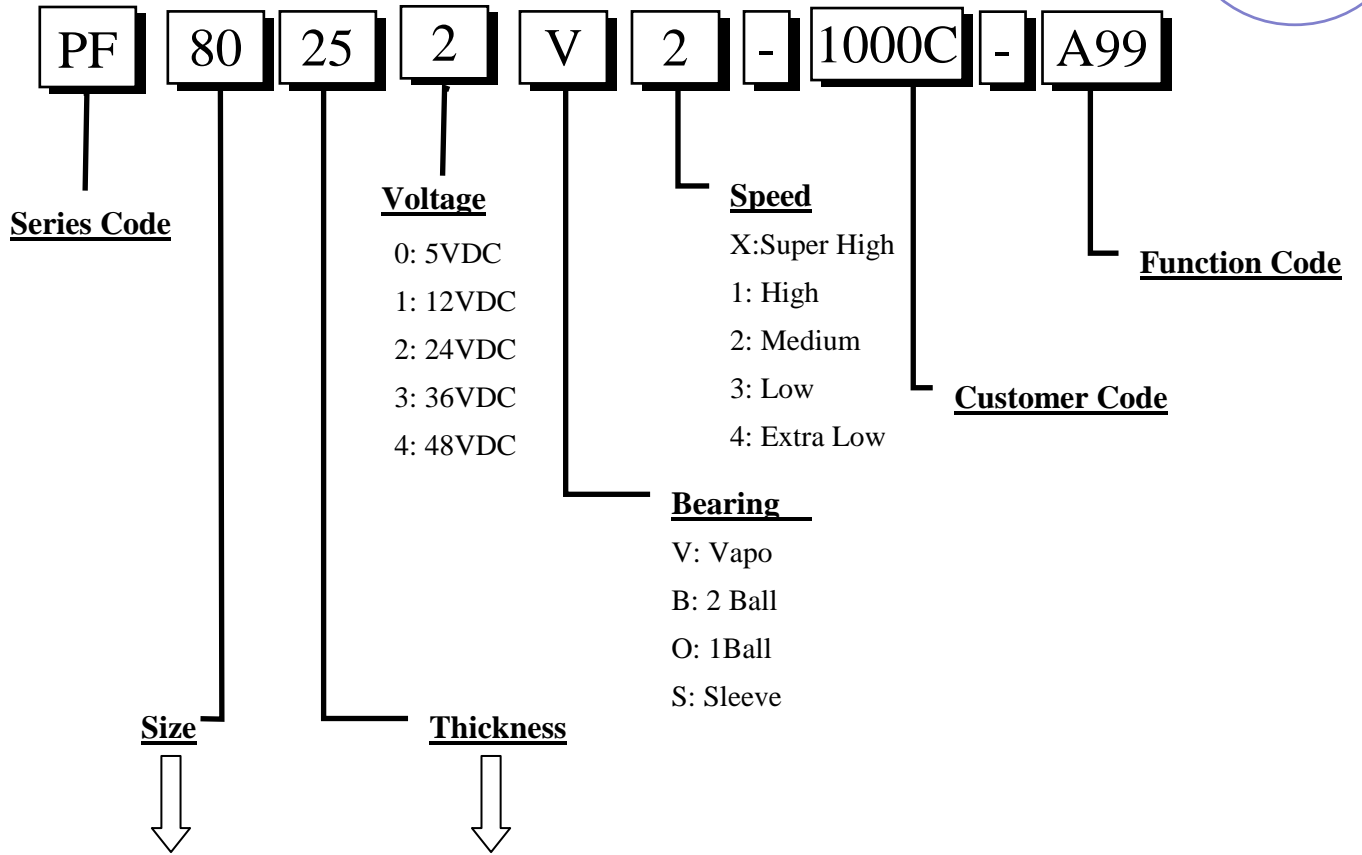 PF 80 25 2 V 2 - 1000C - A99
Series Code
Voltage
0: 5VDC
1: 12VDC
2: 24VDC
3: 36VDC
4: 48VDC
Speed
X:Super High
1: High
2: Medium
3: Low
4: Extra Low
Function Code
Customer Code
Bearing
V: Vapo
B: 2 Ball
O: 1Ball
S: Sleeve
Size
Thickness